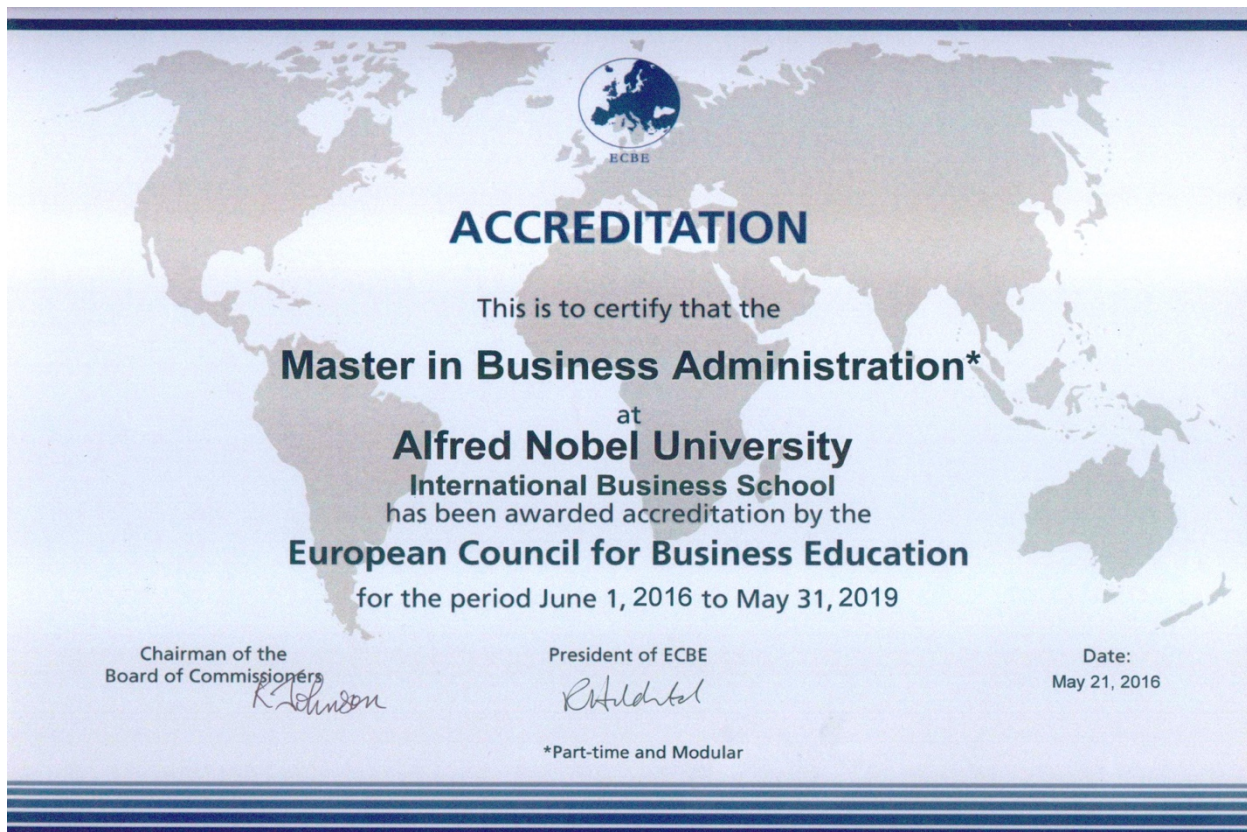 ECBE
ACCREDITATION
This is to certify that the
Master in Business Administration*
at
Alfred Nobel University
International Business School
has been awarded accreditation by the
European Council for Business Education
for the period June 1, 2016 to May 31, 2019
Chairman of the
Board of Commissioners
R Johnson
President of ECBE
Date:
May 21, 2016
*Part-time and Modular